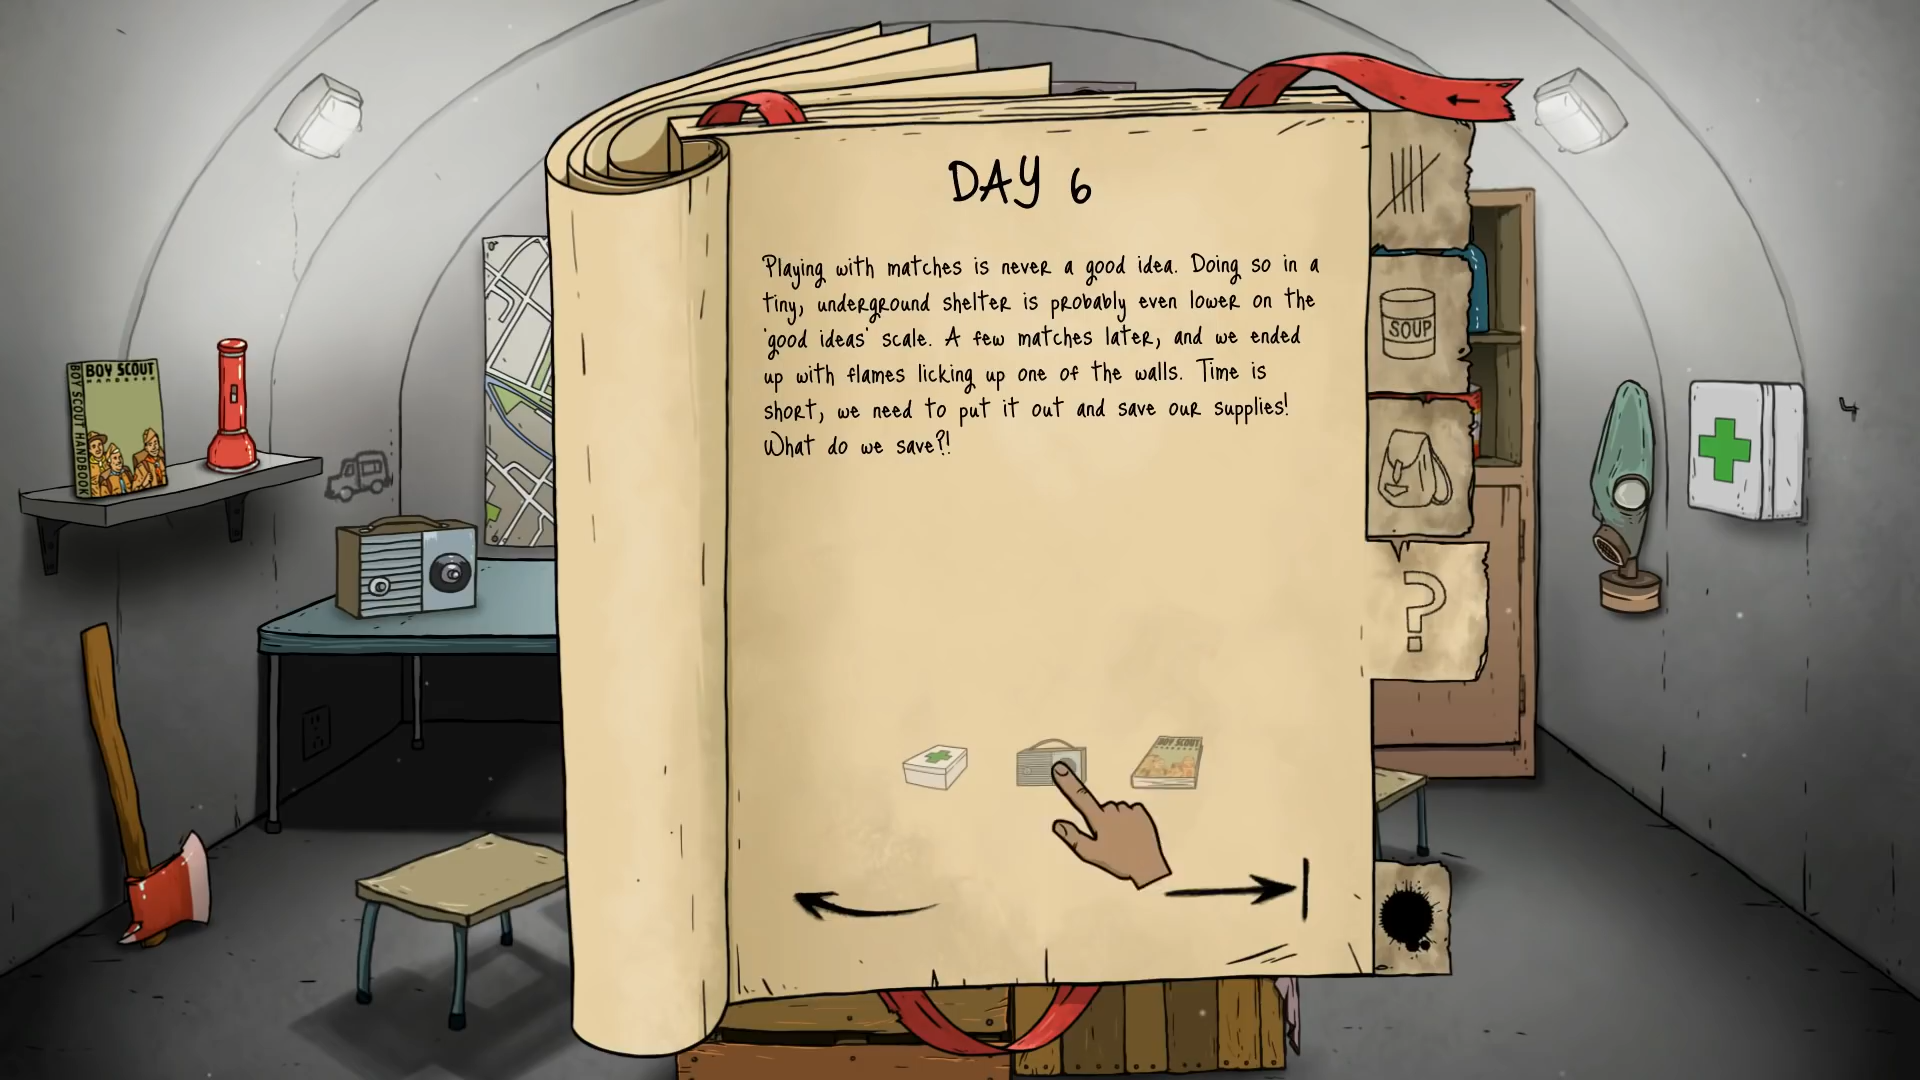 DAY 6
Playing with matches is never a good idea. Doing so in a
tiny, underground shelter is probably even lower on the
'good ideas' scale. A few matches later, and we ended
up with flames licking up one of the walls. Time is
short, we need to put it out and save our supplies!
What do we save?!
BOY SCOUT
HANDBOOK
BOY SCOUT HANDBOOK
SOUP
?
BOY SCOUT